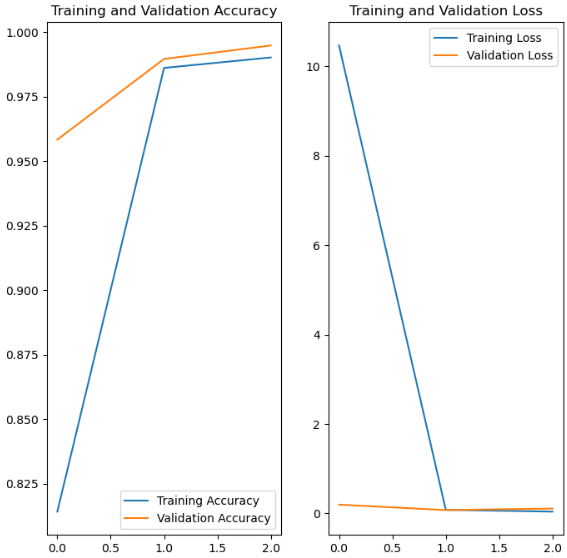 Training and Validation Accuracy
1.000
0.975
0.950
0.925
0.900
0.875
0.850
0.825
Training Accuracy
Validation Accuracy
0.0 0.5 1.0 1.5 2.0
Training and Validation Loss
Training Loss
Validation Loss
10
8
6
4
2
0
0.0 0.5 1.0 1.5 2.0